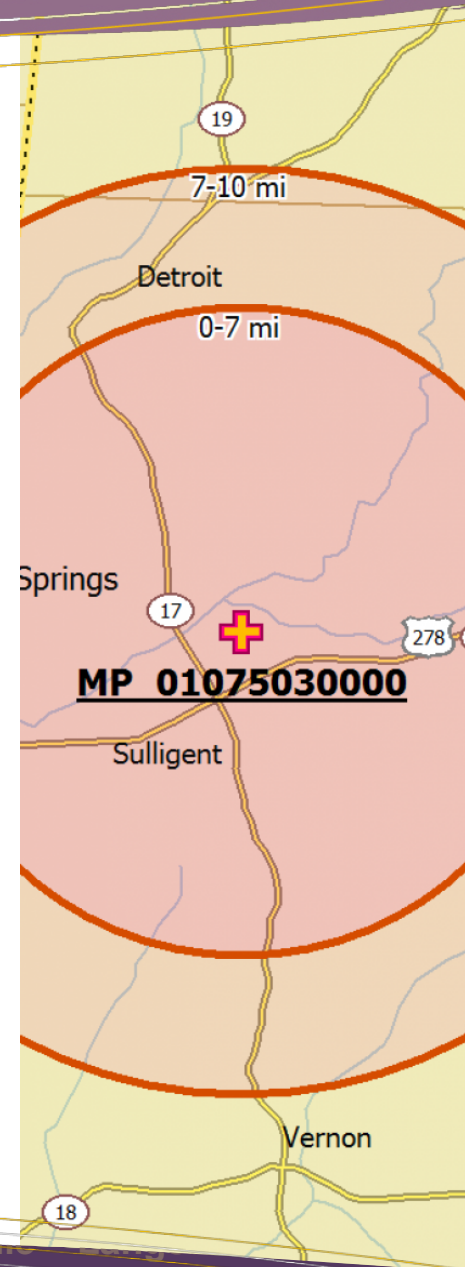 19
7-10 mi
Detroit
0-7 mi
Springs
17
278
MP 01075030000
Sulligent
Vernon
18